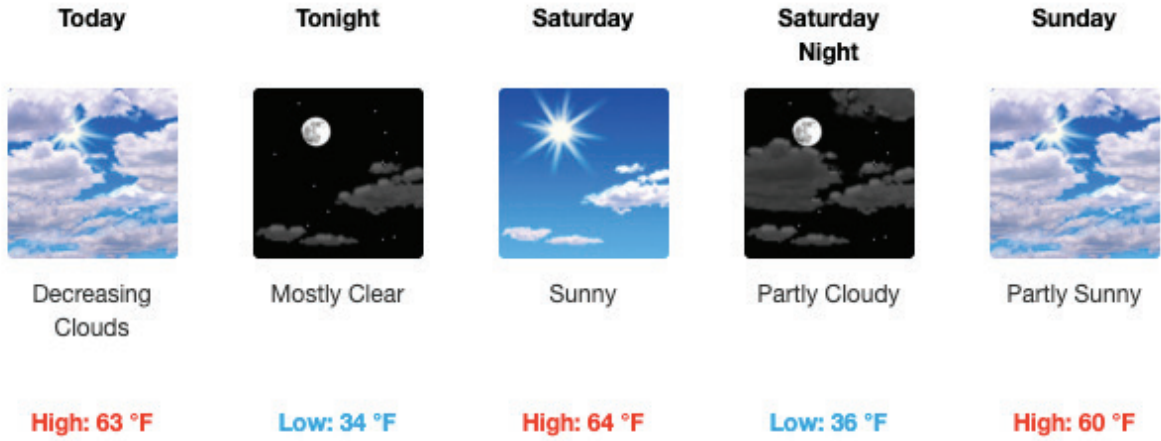 Today
Tonight
Saturday
Saturday
Night
Sunday
Decreasing
Clouds
Mostly Clear
Sunny
Partly Cloudy
Partly Sunny
High: 63 °F
Low: 34 °F
High: 64 °F
Low: 36 °F
High: 60 °F